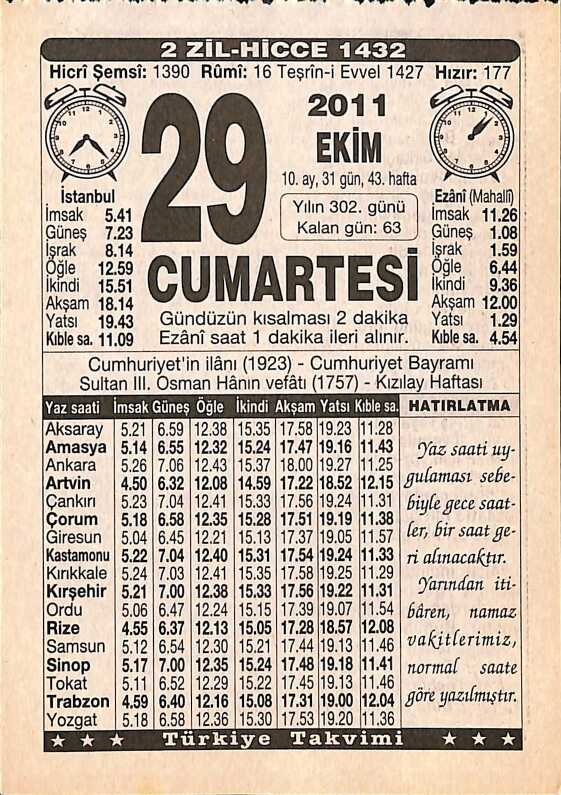 2 ZİL-HİCCE 1432
Hicrî Şemsî: 1390 Rûmî: 16 Teşrîn-i Evvel 1427 Hızır: 177
29
2011
EKİM
10. ay, 31 gün, 43. hafta
Yılın 302. günü
Kalan gün: 63
CUMARTESİ
Gündüzün kısalması 2 dakika
Ezânî saat 1 dakika ileri alınır.
İstanbul
İmsak 5.41
Güneş 7.23
İşrak 8.14
Öğle 12.59
İkindi 15.51
Akşam 18.14
Yatsı 19.43
Kıble sa. 11.09
Ezânî (Mahallî)
İmsak 11.26
Güneş 1.08
İşrak 1.59
Öğle 6.44
İkindi 9.36
Akşam 12.00
Yatsı 1.29
Kıble sa. 4.54
Cumhuriyet'in ilânı (1923) - Cumhuriyet Bayramı
Sultan III. Osman Hânın vefâtı (1757) - Kızılay Haftası
Yaz saati İmsak Güneş Öğle İkindi Akşam Yatsı Kıble sa.
Aksaray 5.21 6.59 12.38 15.35 17.58 19.23 11.28
Amasya 5.14 6.55 12.32 15.24 17.47 19.16 11.43
Ankara 5.26 7.06 12.43 15.37 18.00 19.27 11.25
Artvin 4.50 6.32 12.08 14.59 17.22 18.52 12.15
Çankırı 5.23 7.04 12.41 15.33 17.56 19.24 11.31
Çorum 5.18 6.58 12.35 15.28 17.51 19.19 11.38
Giresun 5.04 6.45 12.21 15.13 17.37 19.05 11.57
Kastamonu 5.22 7.04 12.40 15.31 17.54 19.24 11.33
Kırıkkale 5.24 7.03 12.41 15.35 17.58 19.25 11.29
Kırşehir 5.21 7.00 12.38 15.33 17.56 19.22 11.31
Ordu 5.06 6.47 12.24 15.15 17.39 19.07 11.54
Rize 4.55 6.37 12.13 15.05 17.28 18.57 12.08
Samsun 5.12 6.54 12.30 15.21 17.44 19.13 11.46
Sinop 5.17 7.00 12.35 15.24 17.48 19.18 11.41
Tokat 5.11 6.52 12.29 15.22 17.45 19.13 11.46
Trabzon 4.59 6.40 12.16 15.08 17.31 19.00 12.04
Yozgat 5.18 6.58 12.36 15.30 17.53 19.20 11.36
HATIRLATMA
Yaz saati uy-
gulaması sebe-
biyle gece saat-
ler, bir saat ge-
ri alınacaktır.
Yarından iti-
bâren, namaz
vakitlerimiz,
normal saate
göre yazılmıştır.
Türkiye Takvimi